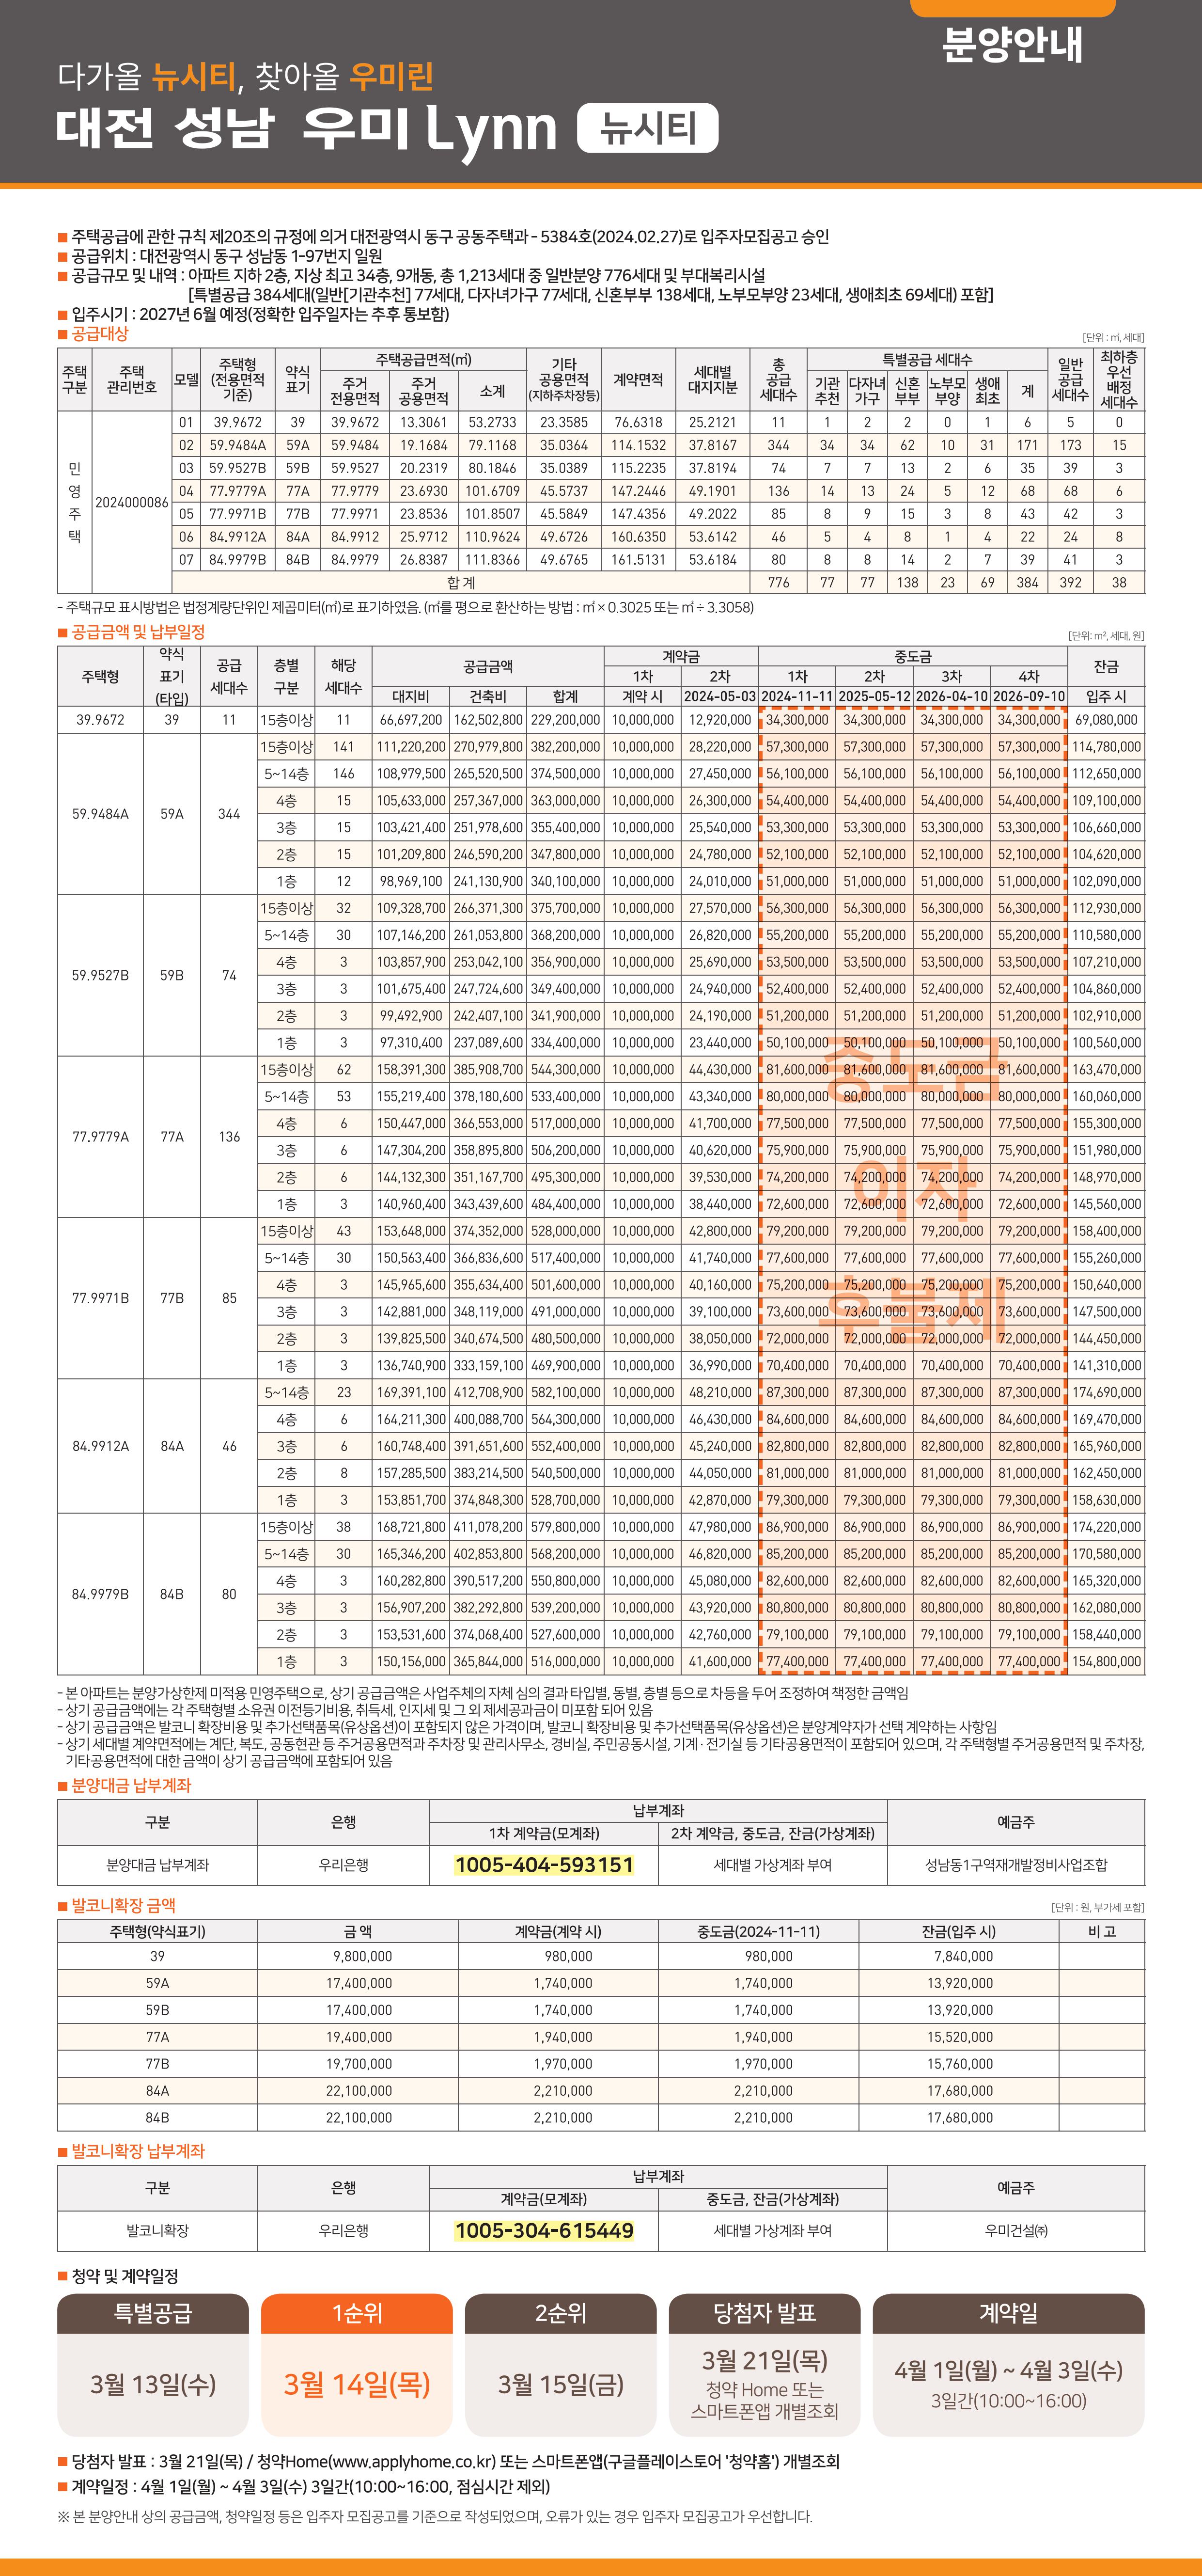 분양안내
다가올 뉴시티, 찾아올 우미린
대전 성남 우미 Lynn 뉴시티
■ 주택공급에 관한 규칙 제20조의 규정에 의거 대전광역시 동구 공동주택과 - 5384호(2024.02.27)로 입주자모집공고 승인
■ 공급위치 : 대전광역시 동구 성남동 1-97번지 일원
■ 공급규모 및 내역 : 아파트 지하 2층, 지상 최고 34층, 9개동, 총 1,213세대 중 일반분양 776세대 및 부대복리시설
[특별공급 384세대(일반[기관추천] 77세대, 다자녀가구 77세대, 신혼부부 138세대, 노부모부양 23세대, 생애최초 69세대) 포함]
■ 입주시기 : 2027년 6월 예정(정확한 입주일자는 추후 통보함)
■ 공급대상
[단위 : ㎡, 세대]
주택구분 주택관리번호 모델 주택형(전용면적기준) 약식표기 주택공급면적(㎡) 기타공용면적(지하주차장등) 계약면적 세대별대지지분 총공급세대수 특별공급 세대수 일반공급세대수 최하층우선배정세대수
주거전용면적 주거공용면적 소계 기관추천 다자녀가구 신혼부부 노부모부양 생애최초 계
민영주택 2024000086
01 39.9672 39 39.9672 13.3061 53.2733 23.3585 76.6318 25.2121 11 1 2 2 0 1 6 5 0
02 59.9484A 59A 59.9484 19.1684 79.1168 35.0364 114.1532 37.8167 344 34 34 62 10 31 171 173 15
03 59.9527B 59B 59.9527 20.2319 80.1846 35.0389 115.2235 37.8194 74 7 7 13 2 6 35 39 3
04 77.9779A 77A 77.9779 23.6930 101.6709 45.5737 147.2446 49.1901 136 14 13 24 5 12 68 68 6
05 77.9971B 77B 77.9971 23.8536 101.8507 45.5849 147.4356 49.2022 85 8 9 15 3 8 43 42 3
06 84.9912A 84A 84.9912 25.9712 110.9624 49.6726 160.6350 53.6142 46 5 4 8 1 4 22 24 8
07 84.9979B 84B 84.9979 26.8387 111.8366 49.6765 161.5131 53.6184 80 8 8 14 2 7 39 41 3
합 계 776 77 77 138 23 69 384 392 38
- 주택규모 표시방법은 법정계량단위인 제곱미터(㎡)로 표기하였음. (㎡를 평으로 환산하는 방법 : ㎡ × 0.3025 또는 ㎡ ÷ 3.3058)
■ 공급금액 및 납부일정
[단위: m², 세대, 원]
주택형 약식표기(타입) 공급세대수 층별구분 해당세대수 공급금액 계약금 중도금 잔금
1차 2차 1차 2차 3차 4차
대지비 건축비 합계 계약 시 2024-05-03 2024-11-11 2025-05-12 2026-04-10 2026-09-10 입주 시
39.9672 39 11 15층이상 11 66,697,200 162,502,800 229,200,000 10,000,000 12,920,000 34,300,000 34,300,000 34,300,000 34,300,000 69,080,000
59.9484A 59A 344
15층이상 141 111,220,200 270,979,800 382,200,000 10,000,000 28,220,000 57,300,000 57,300,000 57,300,000 57,300,000 114,780,000
5~14층 146 108,979,500 265,520,500 374,500,000 10,000,000 27,450,000 56,100,000 56,100,000 56,100,000 56,100,000 112,650,000
4층 15 105,633,000 257,367,000 363,000,000 10,000,000 26,300,000 54,400,000 54,400,000 54,400,000 54,400,000 109,100,000
3층 15 103,421,400 251,978,600 355,400,000 10,000,000 25,540,000 53,300,000 53,300,000 53,300,000 53,300,000 106,660,000
2층 15 101,209,800 246,590,200 347,800,000 10,000,000 24,780,000 52,100,000 52,100,000 52,100,000 52,100,000 104,620,000
1층 12 98,969,100 241,130,900 340,100,000 10,000,000 24,010,000 51,000,000 51,000,000 51,000,000 51,000,000 102,090,000
59.9527B 59B 74
15층이상 32 109,328,700 266,371,300 375,700,000 10,000,000 27,570,000 56,300,000 56,300,000 56,300,000 56,300,000 112,930,000
5~14층 30 107,146,200 261,053,800 368,200,000 10,000,000 26,820,000 55,200,000 55,200,000 55,200,000 55,200,000 110,580,000
4층 3 103,857,900 253,042,100 356,900,000 10,000,000 25,690,000 53,500,000 53,500,000 53,500,000 53,500,000 107,210,000
3층 3 101,675,400 247,724,600 349,400,000 10,000,000 24,940,000 52,400,000 52,400,000 52,400,000 52,400,000 104,860,000
2층 3 99,492,900 242,407,100 341,900,000 10,000,000 24,190,000 51,200,000 51,200,000 51,200,000 51,200,000 102,910,000
1층 3 97,310,400 237,089,600 334,400,000 10,000,000 23,440,000 50,100,000 50,100,000 50,100,000 50,100,000 100,560,000
77.9779A 77A 136
15층이상 62 158,391,300 385,908,700 544,300,000 10,000,000 44,430,000 81,600,000 81,600,000 81,600,000 81,600,000 163,470,000
5~14층 53 155,219,400 378,180,600 533,400,000 10,000,000 43,340,000 80,000,000 80,000,000 80,000,000 80,000,000 160,060,000
4층 6 150,447,000 366,553,000 517,000,000 10,000,000 41,700,000 77,500,000 77,500,000 77,500,000 77,500,000 155,300,000
3층 6 147,304,200 358,895,800 506,200,000 10,000,000 40,620,000 75,900,000 75,900,000 75,900,000 75,900,000 151,980,000
2층 6 144,132,300 351,167,700 495,300,000 10,000,000 39,530,000 74,200,000 74,200,000 74,200,000 74,200,000 148,970,000
1층 3 140,960,400 343,439,600 484,400,000 10,000,000 38,440,000 72,600,000 72,600,000 72,600,000 72,600,000 145,560,000
77.9971B 77B 85
15층이상 43 153,648,000 374,352,000 528,000,000 10,000,000 42,800,000 79,200,000 79,200,000 79,200,000 79,200,000 158,400,000
5~14층 30 150,563,400 366,836,600 517,400,000 10,000,000 41,740,000 77,600,000 77,600,000 77,600,000 77,600,000 155,260,000
4층 3 145,965,600 355,634,400 501,600,000 10,000,000 40,160,000 75,200,000 75,200,000 75,200,000 75,200,000 150,640,000
3층 3 142,881,000 348,119,000 491,000,000 10,000,000 39,100,000 73,600,000 73,600,000 73,600,000 73,600,000 147,500,000
2층 3 139,825,500 340,674,500 480,500,000 10,000,000 38,050,000 72,000,000 72,000,000 72,000,000 72,000,000 144,450,000
1층 3 136,740,900 333,159,100 469,900,000 10,000,000 36,990,000 70,400,000 70,400,000 70,400,000 70,400,000 141,310,000
84.9912A 84A 46
5~14층 23 169,391,100 412,708,900 582,100,000 10,000,000 48,210,000 87,300,000 87,300,000 87,300,000 87,300,000 174,690,000
4층 6 164,211,300 400,088,700 564,300,000 10,000,000 46,430,000 84,600,000 84,600,000 84,600,000 84,600,000 169,470,000
3층 6 160,748,400 391,651,600 552,400,000 10,000,000 45,240,000 82,800,000 82,800,000 82,800,000 82,800,000 165,960,000
2층 8 157,285,500 383,214,500 540,500,000 10,000,000 44,050,000 81,000,000 81,000,000 81,000,000 81,000,000 162,450,000
1층 3 153,851,700 374,848,300 528,700,000 10,000,000 42,870,000 79,300,000 79,300,000 79,300,000 79,300,000 158,630,000
84.9979B 84B 80
15층이상 38 168,721,800 411,078,200 579,800,000 10,000,000 47,980,000 86,900,000 86,900,000 86,900,000 86,900,000 174,220,000
5~14층 30 165,346,200 402,853,800 568,200,000 10,000,000 46,820,000 85,200,000 85,200,000 85,200,000 85,200,000 170,580,000
4층 3 160,282,800 390,517,200 550,800,000 10,000,000 45,080,000 82,600,000 82,600,000 82,600,000 82,600,000 165,320,000
3층 3 156,907,200 382,292,800 539,200,000 10,000,000 43,920,000 80,800,000 80,800,000 80,800,000 80,800,000 162,080,000
2층 3 153,531,600 374,068,400 527,600,000 10,000,000 42,760,000 79,100,000 79,100,000 79,100,000 79,100,000 158,440,000
1층 3 150,156,000 365,844,000 516,000,000 10,000,000 41,600,000 77,400,000 77,400,000 77,400,000 77,400,000 154,800,000
중도금
이자
후불제
- 본 아파트는 분양가상한제 미적용 민영주택으로, 상기 공급금액은 사업주체의 자체 심의 결과 타입별, 동별, 층별 등으로 차등을 두어 조정하여 책정한 금액임
- 상기 공급금액에는 각 주택형별 소유권 이전등기비용, 취득세, 인지세 및 그 외 제세공과금이 미포함 되어 있음
- 상기 공급금액은 발코니 확장비용 및 추가선택품목(유상옵션)이 포함되지 않은 가격이며, 발코니 확장비용 및 추가선택품목(유상옵션)은 분양계약자가 선택 계약하는 사항임
- 상기 세대별 계약면적에는 계단, 복도, 공동현관 등 주거공용면적과 주차장 및 관리사무소, 경비실, 주민공동시설, 기계·전기실 등 기타공용면적이 포함되어 있으며, 각 주택형별 주거공용면적 및 주차장,
기타공용면적에 대한 금액이 상기 공급금액에 포함되어 있음
■ 분양대금 납부계좌
구분 은행 납부계좌 예금주
1차 계약금(모계좌) 2차 계약금, 중도금, 잔금(가상계좌)
분양대금 납부계좌 우리은행 1005-404-593151 세대별 가상계좌 부여 성남동1구역재개발정비사업조합
■ 발코니확장 금액
[단위 : 원, 부가세 포함]
주택형(약식표기) 금 액 계약금(계약 시) 중도금(2024-11-11) 잔금(입주 시) 비 고
39 9,800,000 980,000 980,000 7,840,000
59A 17,400,000 1,740,000 1,740,000 13,920,000
59B 17,400,000 1,740,000 1,740,000 13,920,000
77A 19,400,000 1,940,000 1,940,000 15,520,000
77B 19,700,000 1,970,000 1,970,000 15,760,000
84A 22,100,000 2,210,000 2,210,000 17,680,000
84B 22,100,000 2,210,000 2,210,000 17,680,000
■ 발코니확장 납부계좌
구분 은행 납부계좌 예금주
계약금(모계좌) 중도금, 잔금(가상계좌)
발코니확장 우리은행 1005-304-615449 세대별 가상계좌 부여 우미건설㈜
■ 청약 및 계약일정
특별공급 1순위 2순위 당첨자 발표 계약일
3월 13일(수) 3월 14일(목) 3월 15일(금) 3월 21일(목) 4월 1일(월) ~ 4월 3일(수)
청약 Home 또는 3일간(10:00~16:00)
스마트폰앱 개별조회
■ 당첨자 발표 : 3월 21일(목) / 청약Home(www.applyhome.co.kr) 또는 스마트폰앱(구글플레이스토어 '청약홈') 개별조회
■ 계약일정 : 4월 1일(월) ~ 4월 3일(수) 3일간(10:00~16:00, 점심시간 제외)
※ 본 분양안내 상의 공급금액, 청약일정 등은 입주자 모집공고를 기준으로 작성되었으며, 오류가 있는 경우 입주자 모집공고가 우선합니다.